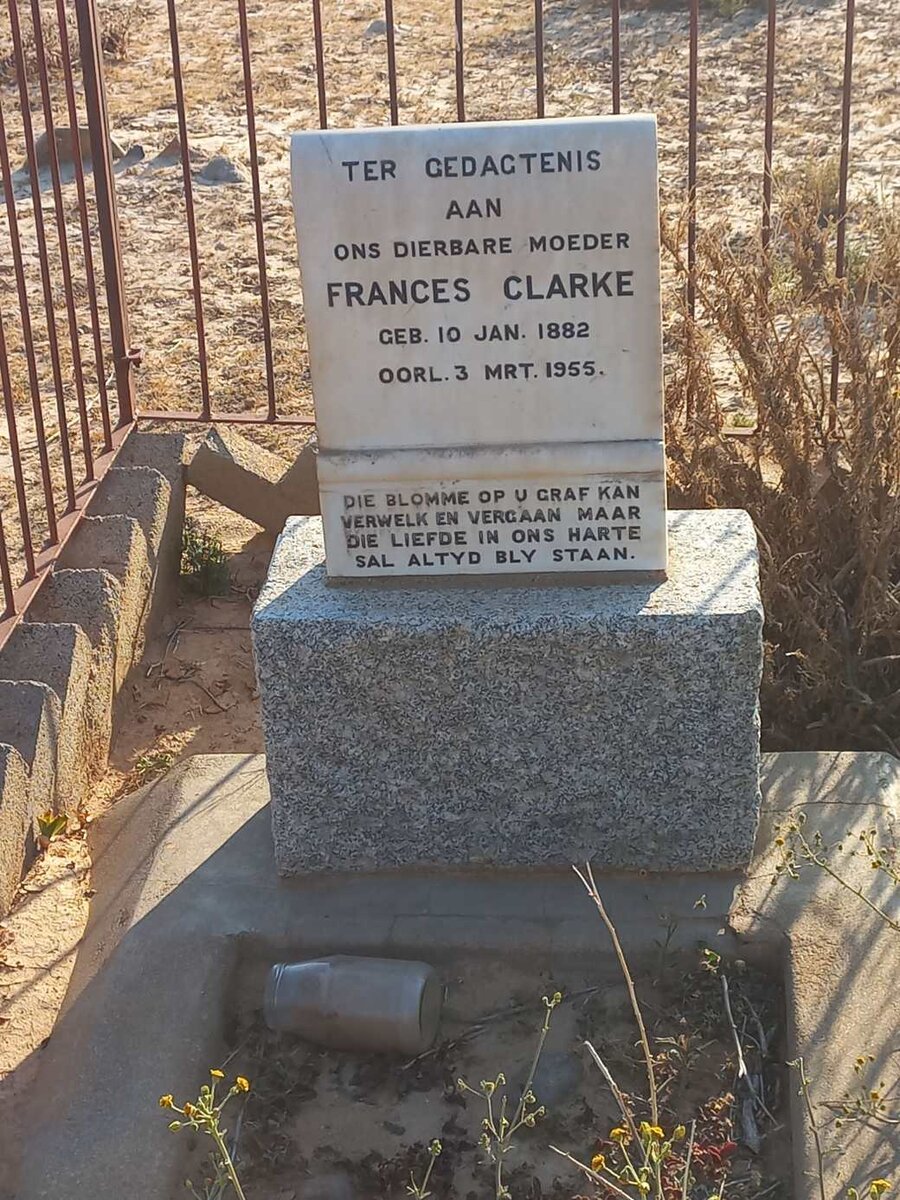 TER GEDAGTENIS
AAN
ONS DIERBARE MOEDER
FRANCES CLARKE
GEB. 10 JAN. 1882
OORL. 3 MRT. 1955.
DIE BLOMME OP U GRAF KAN
VERWELK EN VERGAAN MAAR
DIE LIEFDE IN ONS HARTE
SAL ALTYD BLY STAAN.